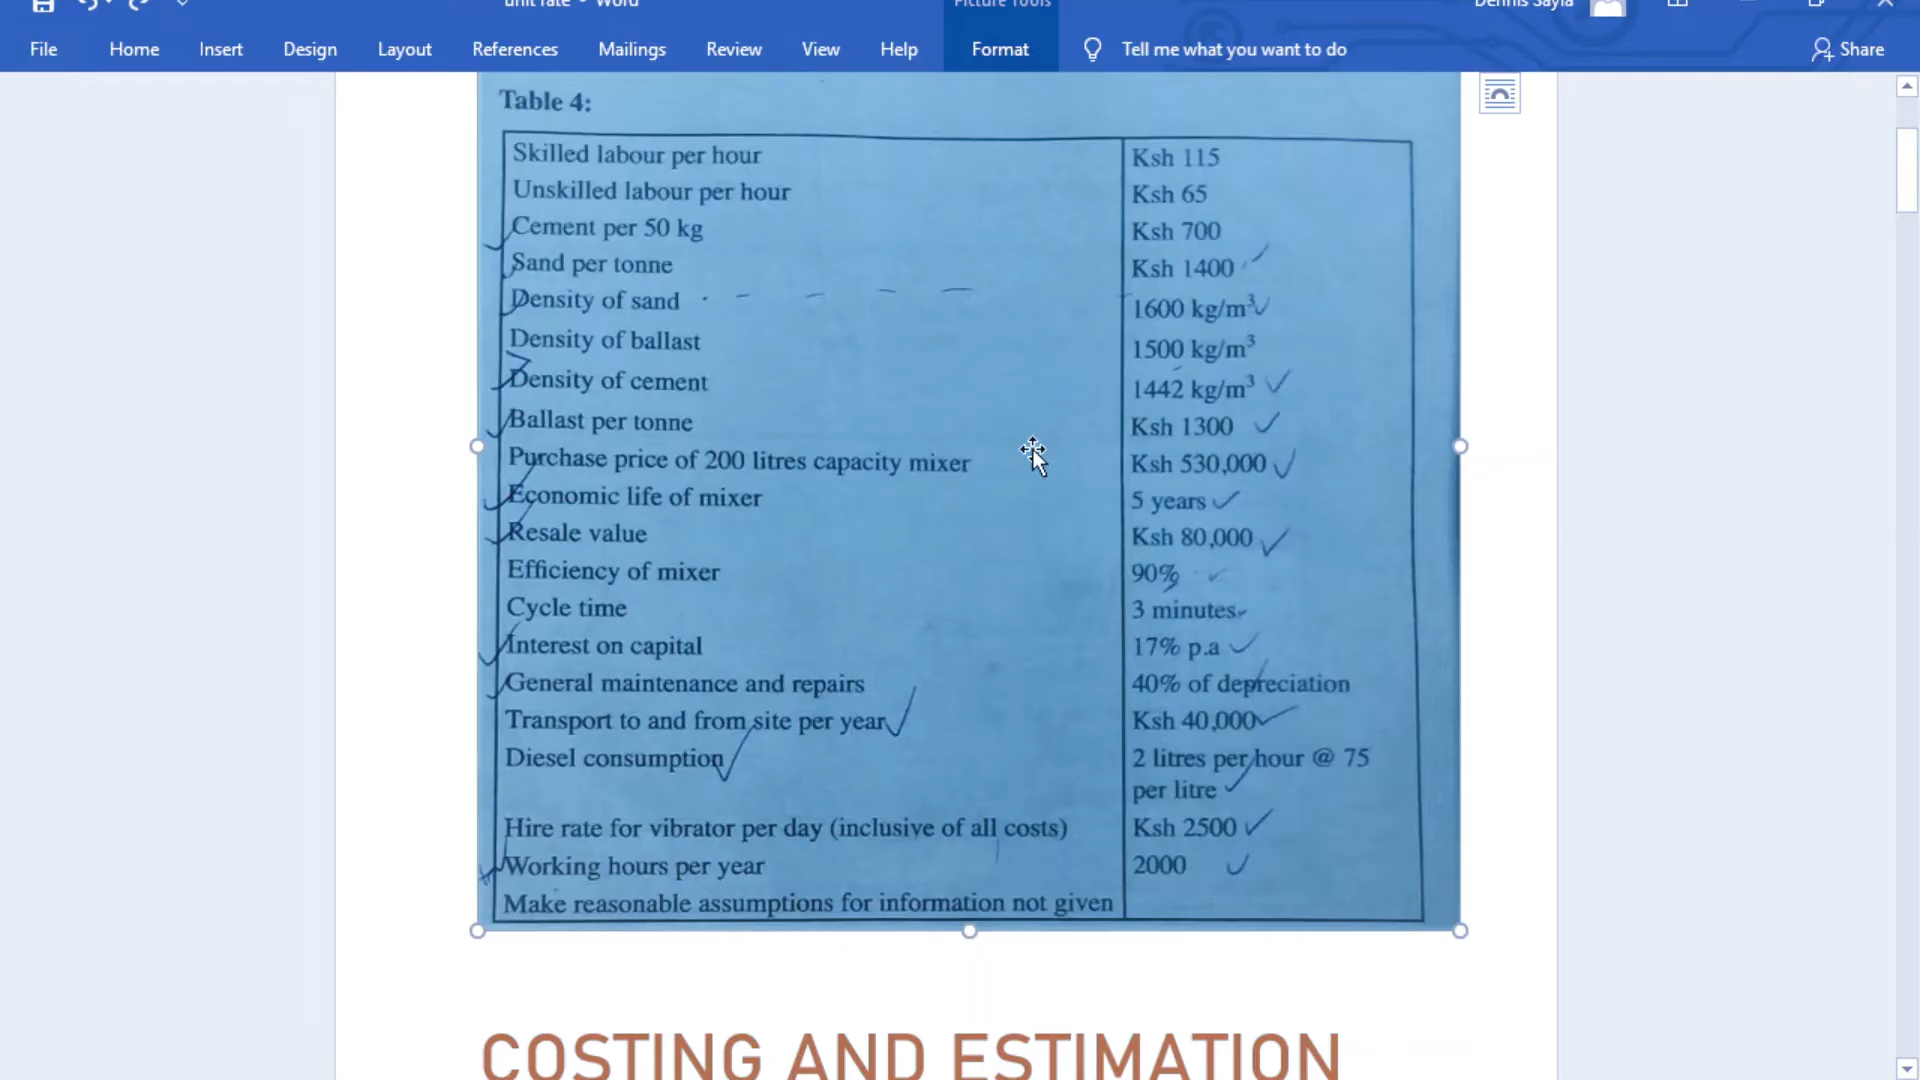 unit rate - Word
Picture Tools
Dennis Sayla
File Home Insert Design Layout References Mailings Review View Help Format Tell me what you want to do Share
Table 4:
Skilled labour per hour Ksh 115
Unskilled labour per hour Ksh 65
Cement per 50 kg Ksh 700
Sand per tonne Ksh 1400
Density of sand 1600 kg/m³
Density of ballast 1500 kg/m³
Density of cement 1442 kg/m³
Ballast per tonne Ksh 1300
Purchase price of 200 litres capacity mixer Ksh 530,000
Economic life of mixer 5 years
Resale value Ksh 80,000
Efficiency of mixer 90%
Cycle time 3 minutes
Interest on capital 17% p.a
General maintenance and repairs 40% of depreciation
Transport to and from site per year Ksh 40,000
Diesel consumption 2 litres per hour @ 75
per litre
Hire rate for vibrator per day (inclusive of all costs) Ksh 2500
Working hours per year 2000
Make reasonable assumptions for information not given
COSTING AND ESTIMATION